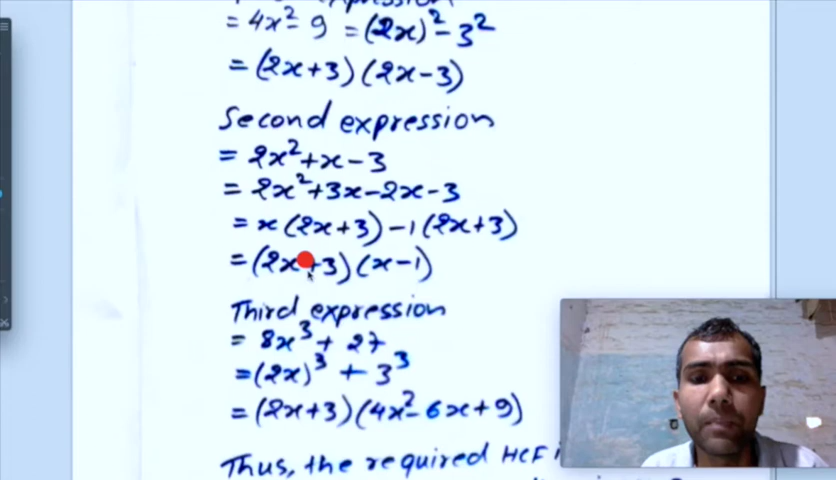 = 4x² - 9 = (2x)² - 3²
= (2x+3) (2x-3)
Second expression
= 2x² + x - 3
= 2x² + 3x - 2x - 3
= x (2x+3) - 1 (2x+3)
= (2x+3) (x-1)
Third expression
= 8x³ + 27
= (2x)³ + 3³
= (2x+3) (4x² - 6x + 9)
Thus, the required HCF